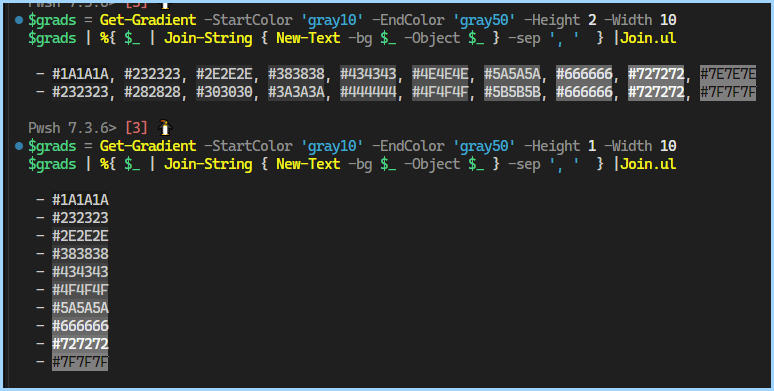 Pwsh 7.3.6> [3]
$grads = Get-Gradient -StartColor 'gray10' -EndColor 'gray50' -Height 2 -Width 10
$grads | %{ $_ | Join-String { New-Text -bg $_ -Object $_ } -sep ', ' } |Join.ul
- #1A1A1A, #232323, #2E2E2E, #383838, #434343, #4E4E4E, #5A5A5A, #666666, #727272, #7E7E7E
- #232323, #282828, #303030, #3A3A3A, #444444, #4F4F4F, #5B5B5B, #666666, #727272, #7F7F7F
Pwsh 7.3.6> [3]
$grads = Get-Gradient -StartColor 'gray10' -EndColor 'gray50' -Height 1 -Width 10
$grads | %{ $_ | Join-String { New-Text -bg $_ -Object $_ } -sep ', '  } |Join.ul
- #1A1A1A
- #232323
- #2E2E2E
- #383838
- #434343
- #4F4F4F
- #5A5A5A
- #666666
- #727272
- #7F7F7F